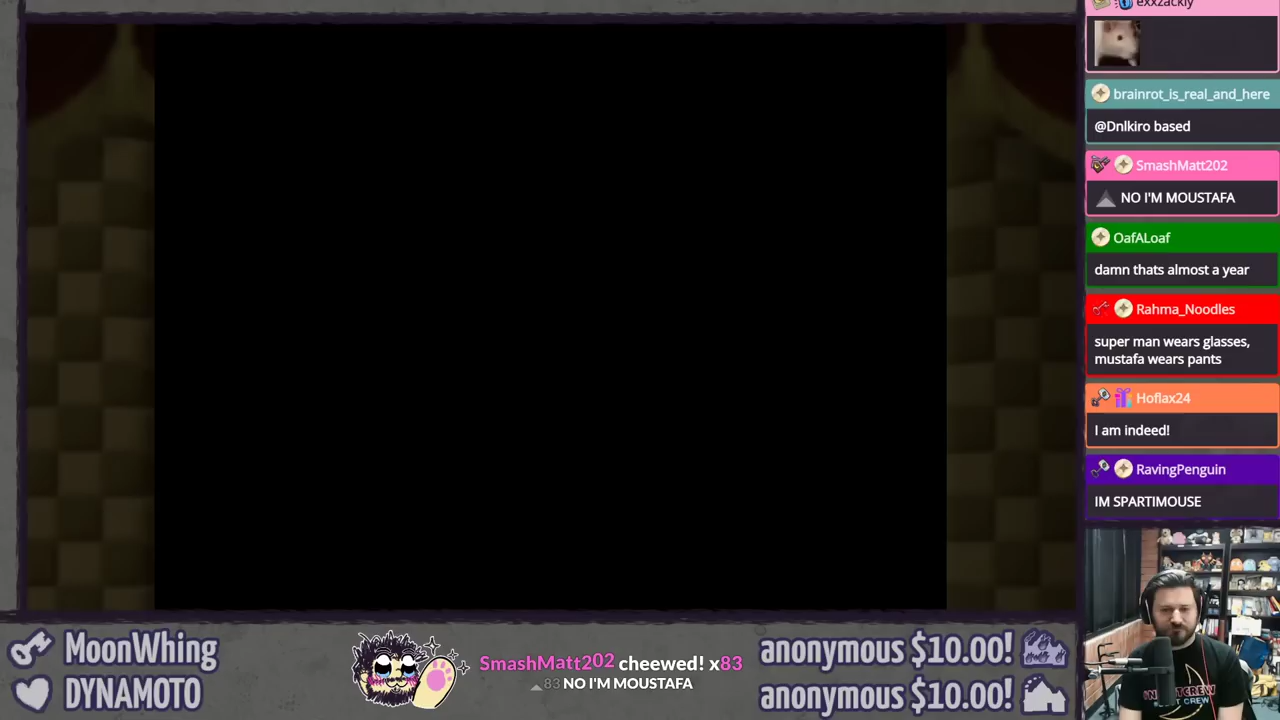 exxzackly
brainrot_is_real_and_here
@Dnlkiro based
SmashMatt202
NO I'M MOUSTAFA
OafALoaf
damn thats almost a year
Rahma_Noodles
super man wears glasses,
mustafa wears pants
Hoflax24
I am indeed!
RavingPenguin
IM SPARTIMOUSE
MoonWhing
DYNAMOTO
SmashMatt202 cheewed! x83
83 NO I'M MOUSTAFA
anonymous $10.00!
anonymous $10.00!